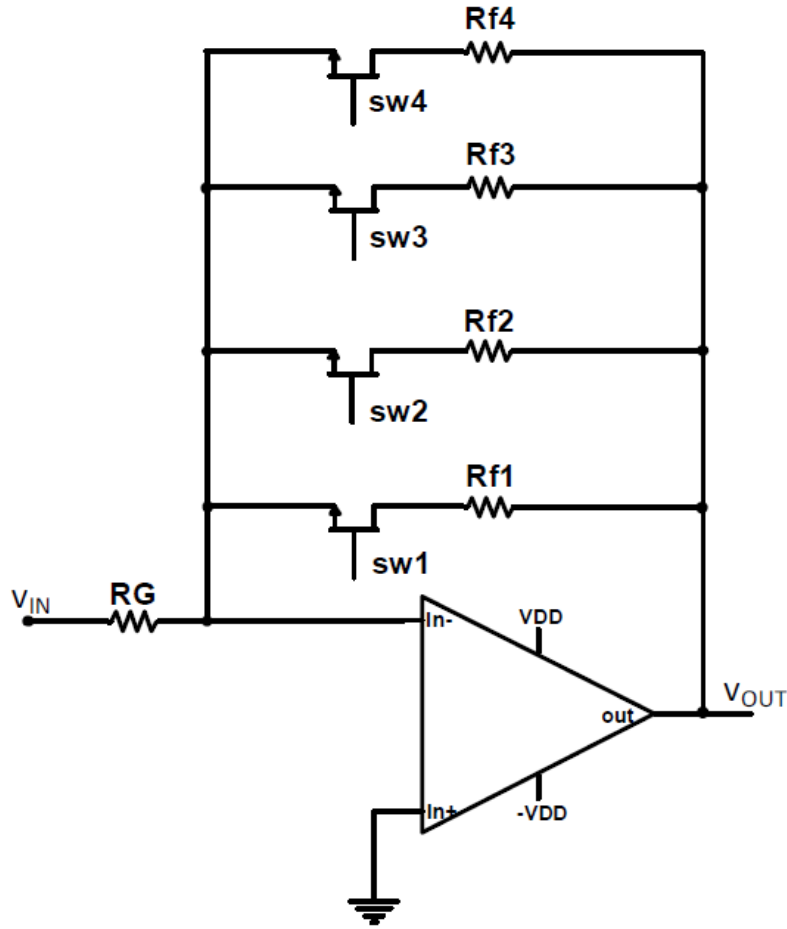 Rf4
sw4
Rf3
sw3
Rf2
sw2
Rf1
sw1
VIN
RG
In-
VDD
out
VOUT
In+
-VDD